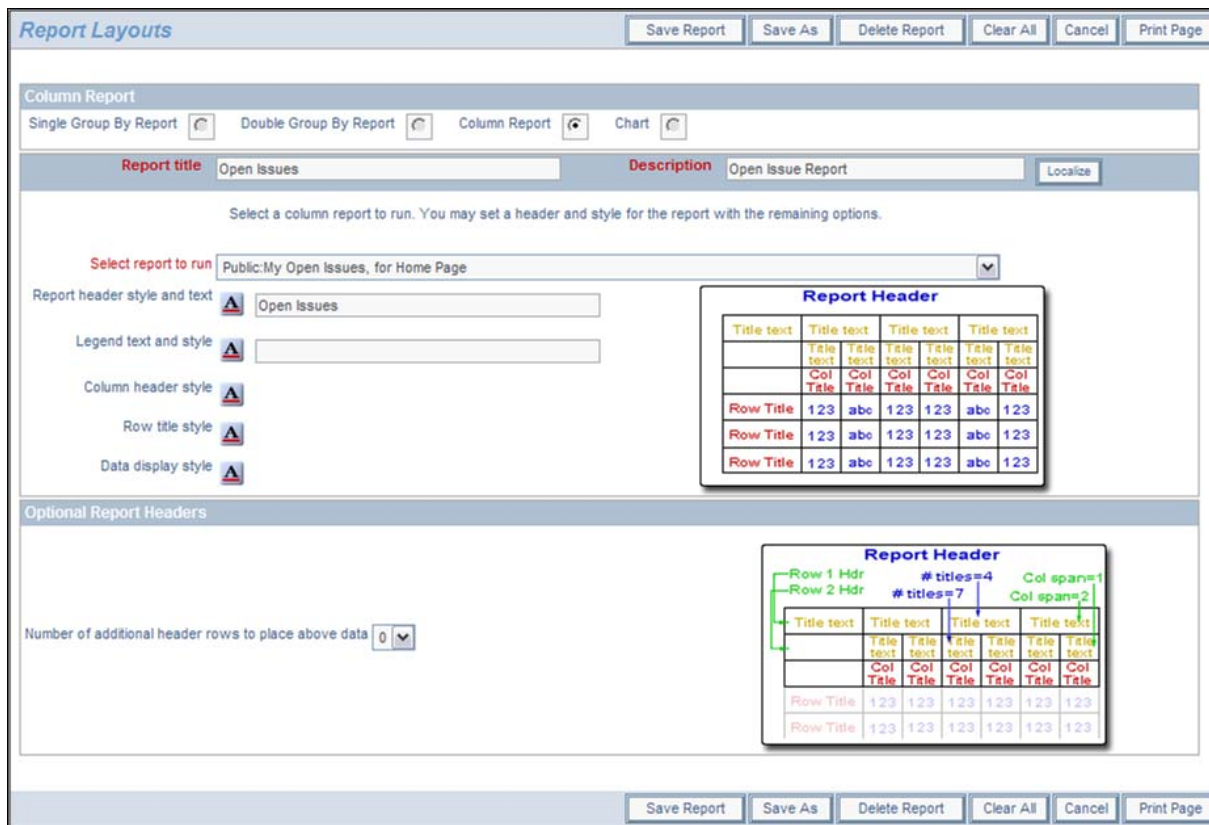 Report Layouts
Save Report Save As Delete Report Clear All Cancel Print Page
Column Report
Single Group By Report Double Group By Report Column Report Chart
Report title Open Issues Description Open Issue Report Localize
Select a column report to run. You may set a header and style for the report with the remaining options.
Select report to run Public:My Open Issues, for Home Page
Report header style and text A Open Issues
Legend text and style A
Column header style A
Row title style A
Data display style A
Report Header
Title text Title text Title text Title text
Title text Title text Title text Title text Title text Title text
Col Title Col Title Col Title Col Title Col Title Col Title
Row Title 123 abc 123 123 abc 123
Row Title 123 abc 123 123 abc 123
Row Title 123 abc 123 123 abc 123
Optional Report Headers
Number of additional header rows to place above data 0
Report Header
Row 1 Hdr # titles=4 Col span=1
Row 2 Hdr # titles=7 Col span=2
Title text Title text Title text Title text
Title text Title text Title text Title text Title text Title text
Col Title Col Title Col Title Col Title Col Title Col Title
Row Title 123 123 123 123 123 123
Row Title 123 123 123 123 123 123
Save Report Save As Delete Report Clear All Cancel Print Page